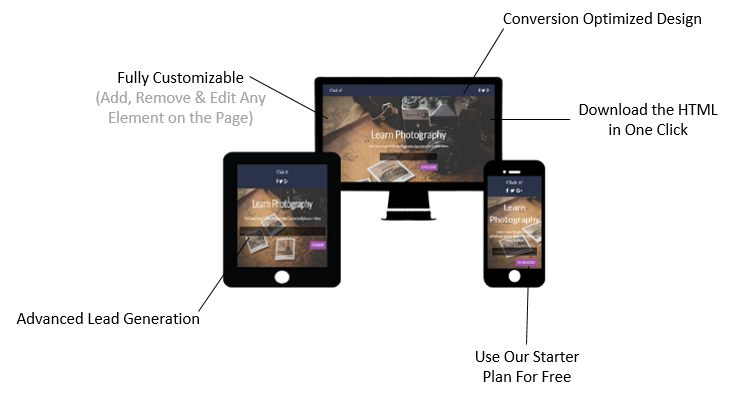 Conversion Optimized Design
Fully Customizable
(Add, Remove & Edit Any
Element on the Page)
Download the HTML
in One Click
Click it!
Learn Photography
Click it!
Learn Photography
Click it!
Learn
Photography
Advanced Lead Generation
Use Our Starter
Plan For Free